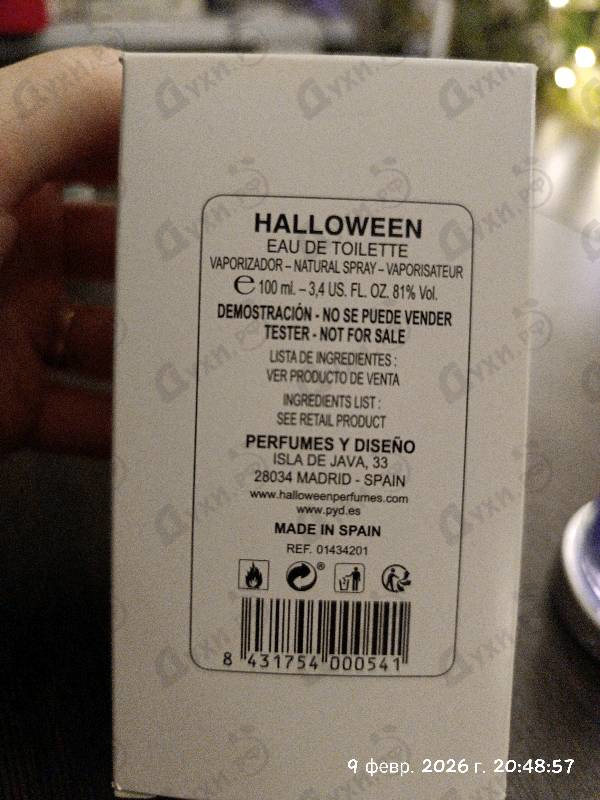 HALLOWEEN
EAU DE TOILETTE
VAPORIZADOR – NATURAL SPRAY – VAPORISATEUR
℮ 100 ml. – 3,4 US. FL. OZ. 81% Vol.
DEMOSTRACIÓN - NO SE PUEDE VENDER
TESTER - NOT FOR SALE
LISTA DE INGREDIENTES :
VER PRODUCTO DE VENTA
INGREDIENTS LIST :
SEE RETAIL PRODUCT
PERFUMES Y DISEÑO
ISLA DE JAVA, 33
28034 MADRID - SPAIN
www.halloweenperfumes.com
www.pyd.es
MADE IN SPAIN
REF. 01434201
®
8 431754 000541
9 февр. 2026 г. 20:48:57
Духи.рф